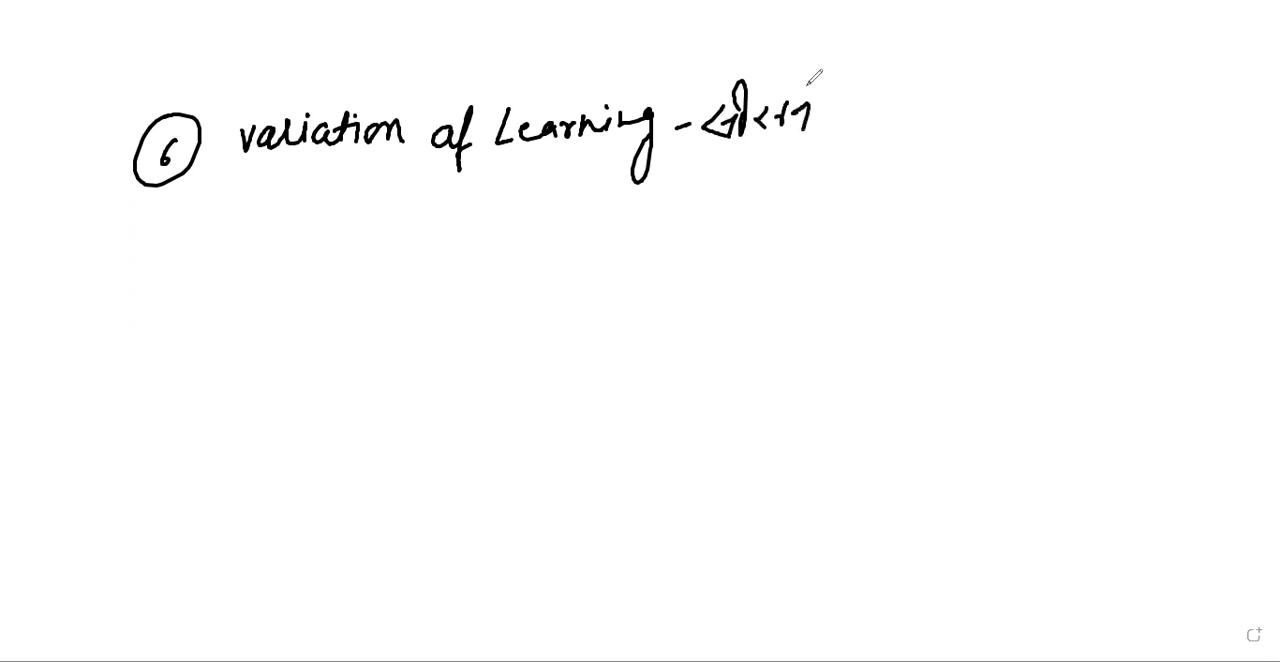 ⑥ variation of Learning -